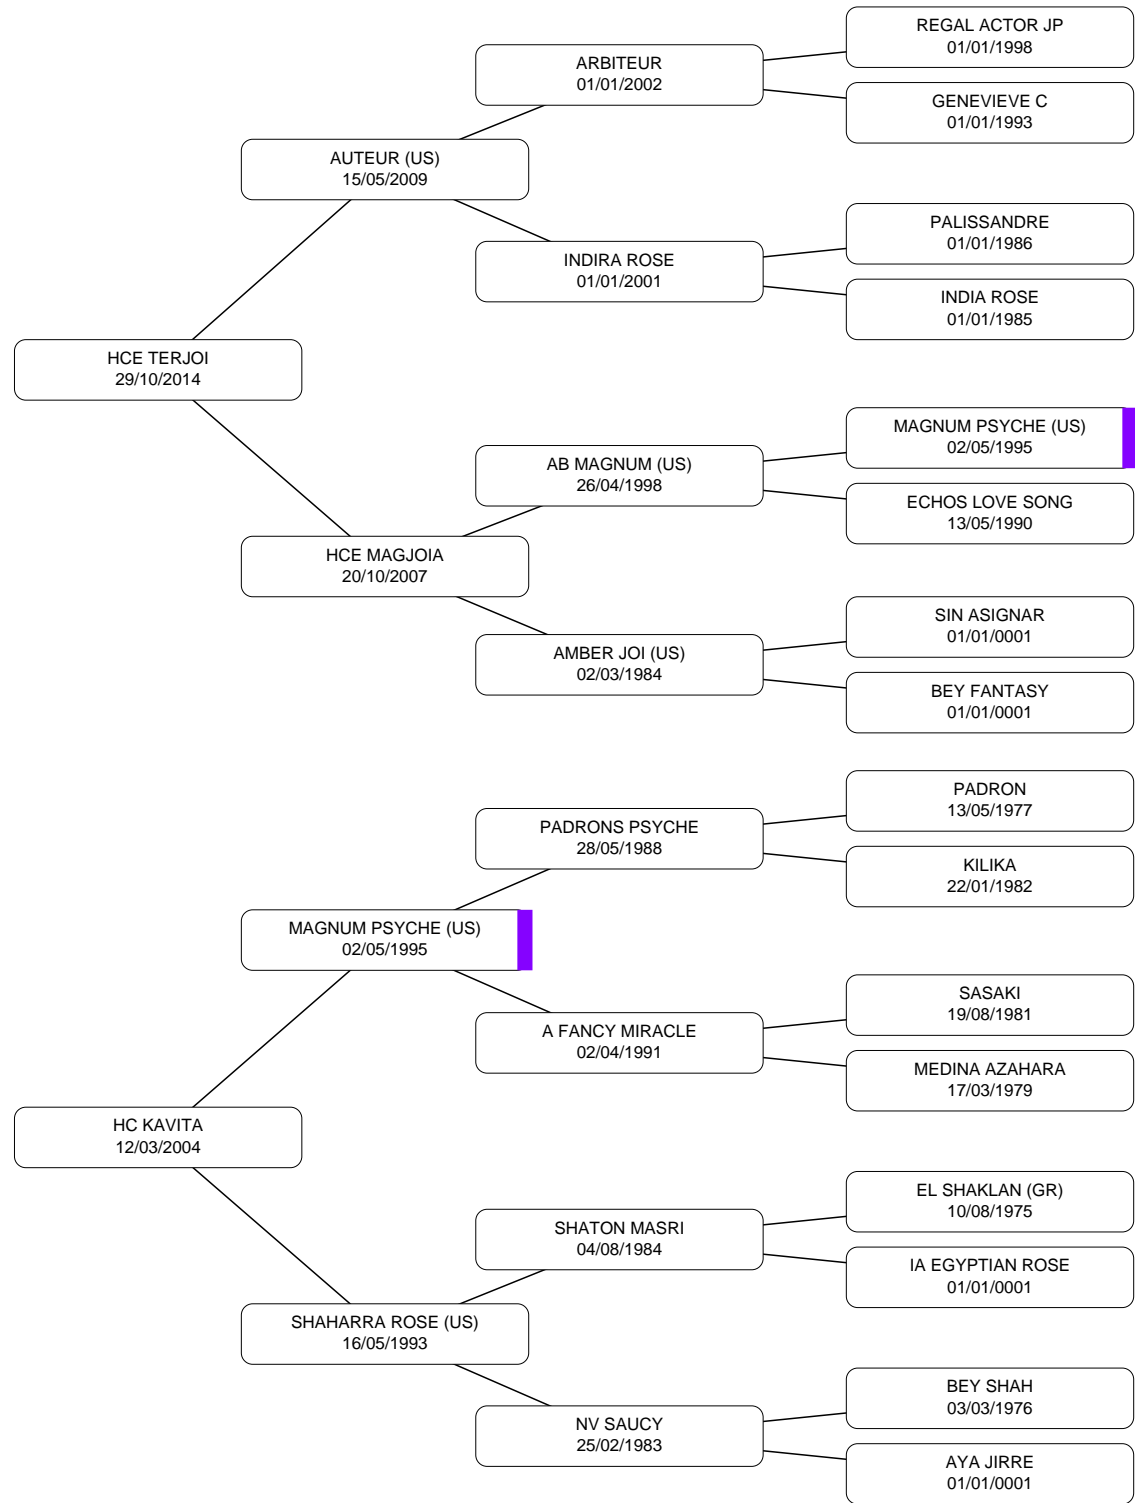 REGAL ACTOR JP
01/01/1998
ARBITEUR
01/01/2002
GENEVIEVE C
01/01/1993
AUTEUR (US)
15/05/2009
PALISSANDRE
01/01/1986
INDIRA ROSE
01/01/2001
INDIA ROSE
01/01/1985
HCE TERJOI
29/10/2014
MAGNUM PSYCHE (US)
02/05/1995
AB MAGNUM (US)
26/04/1998
ECHOS LOVE SONG
13/05/1990
HCE MAGJOIA
20/10/2007
SIN ASIGNAR
01/01/0001
AMBER JOI (US)
02/03/1984
BEY FANTASY
01/01/0001
PADRON
13/05/1977
PADRONS PSYCHE
28/05/1988
KILIKA
22/01/1982
MAGNUM PSYCHE (US)
02/05/1995
SASAKI
19/08/1981
A FANCY MIRACLE
02/04/1991
MEDINA AZAHARA
17/03/1979
HC KAVITA
12/03/2004
EL SHAKLAN (GR)
10/08/1975
SHATON MASRI
04/08/1984
IA EGYPTIAN ROSE
01/01/0001
SHAHARRA ROSE (US)
16/05/1993
BEY SHAH
03/03/1976
NV SAUCY
25/02/1983
AYA JIRRE
01/01/0001